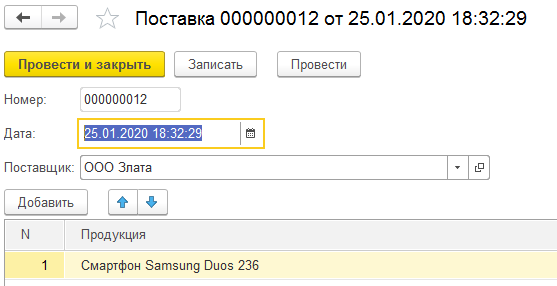 Поставка 000000012 от 25.01.2020 18:32:29
Провести и закрыть Записать Провести
Номер: 000000012
Дата: 25.01.2020 18:32:29
Поставщик: ООО Злата
Добавить
N Продукция
1 Смартфон Samsung Duos 236